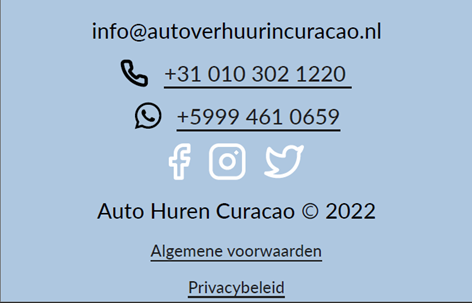 info@autoverhuurincuracao.nl
+31 010 302 1220
+5999 461 0659
Auto Huren Curacao © 2022
Algemene voorwaarden
Privacybeleid